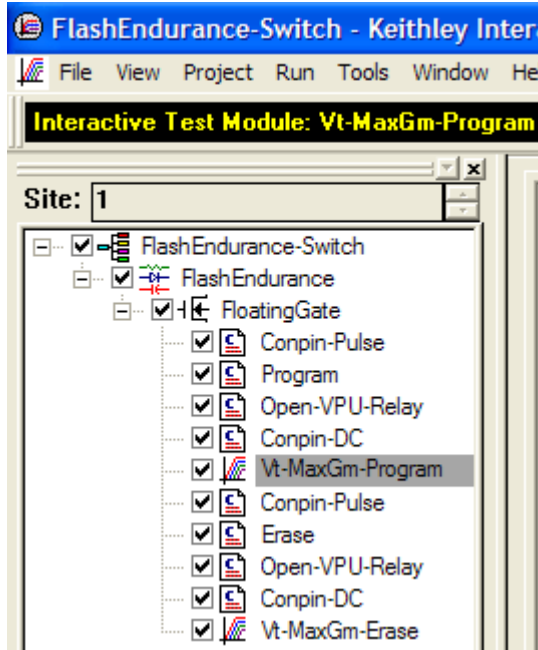 FlashEndurance-Switch - Keithley Inter
File View Project Run Tools Window He
Interactive Test Module: Vt-MaxGm-Program
Site: 1
FlashEndurance-Switch
FlashEndurance
FloatingGate
Conpin-Pulse
Program
Open-VPU-Relay
Conpin-DC
Vt-MaxGm-Program
Conpin-Pulse
Erase
Open-VPU-Relay
Conpin-DC
Vt-MaxGm-Erase